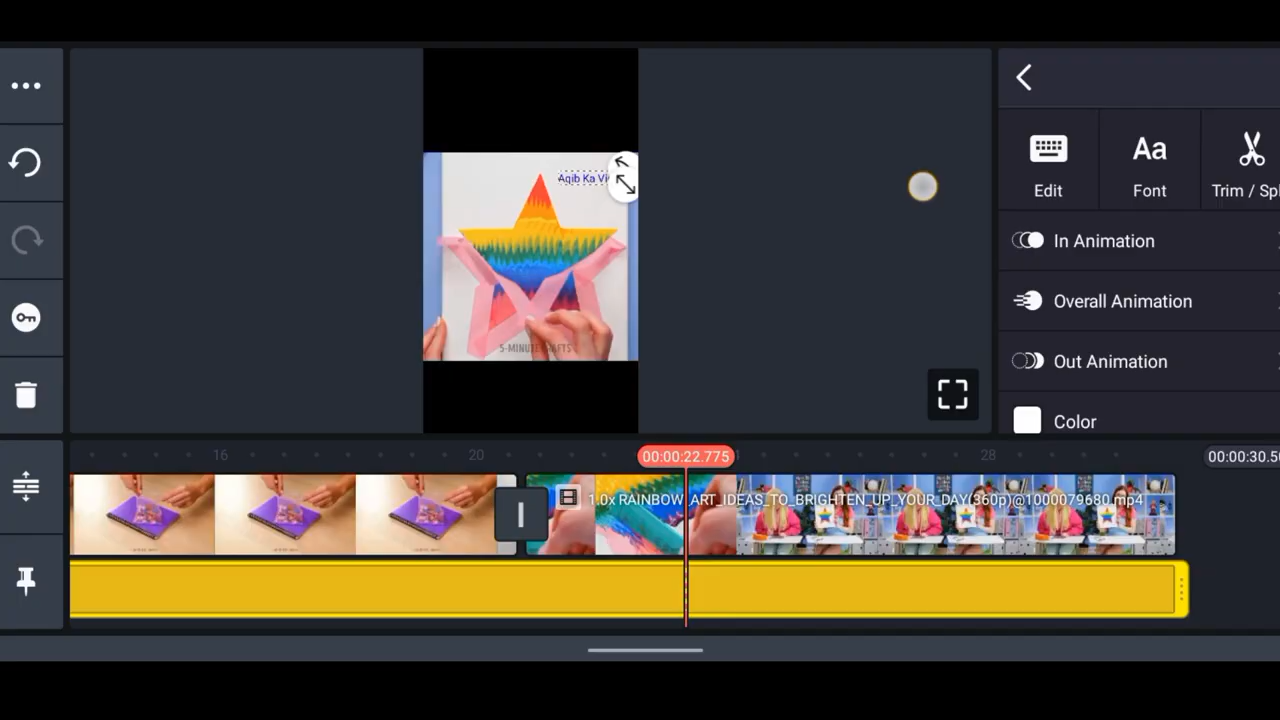 Aqib Ka Vi
5-MINUTE CRAFTS
Edit
Aa
Font
Trim / Spl
In Animation
Overall Animation
Out Animation
Color
16
20
00:00:22.775
28
00:00:30.50
1.0x RAINBOW_ART_IDEAS_TO_BRIGHTEN_UP_YOUR_DAY(360p)@1000079680.mp4